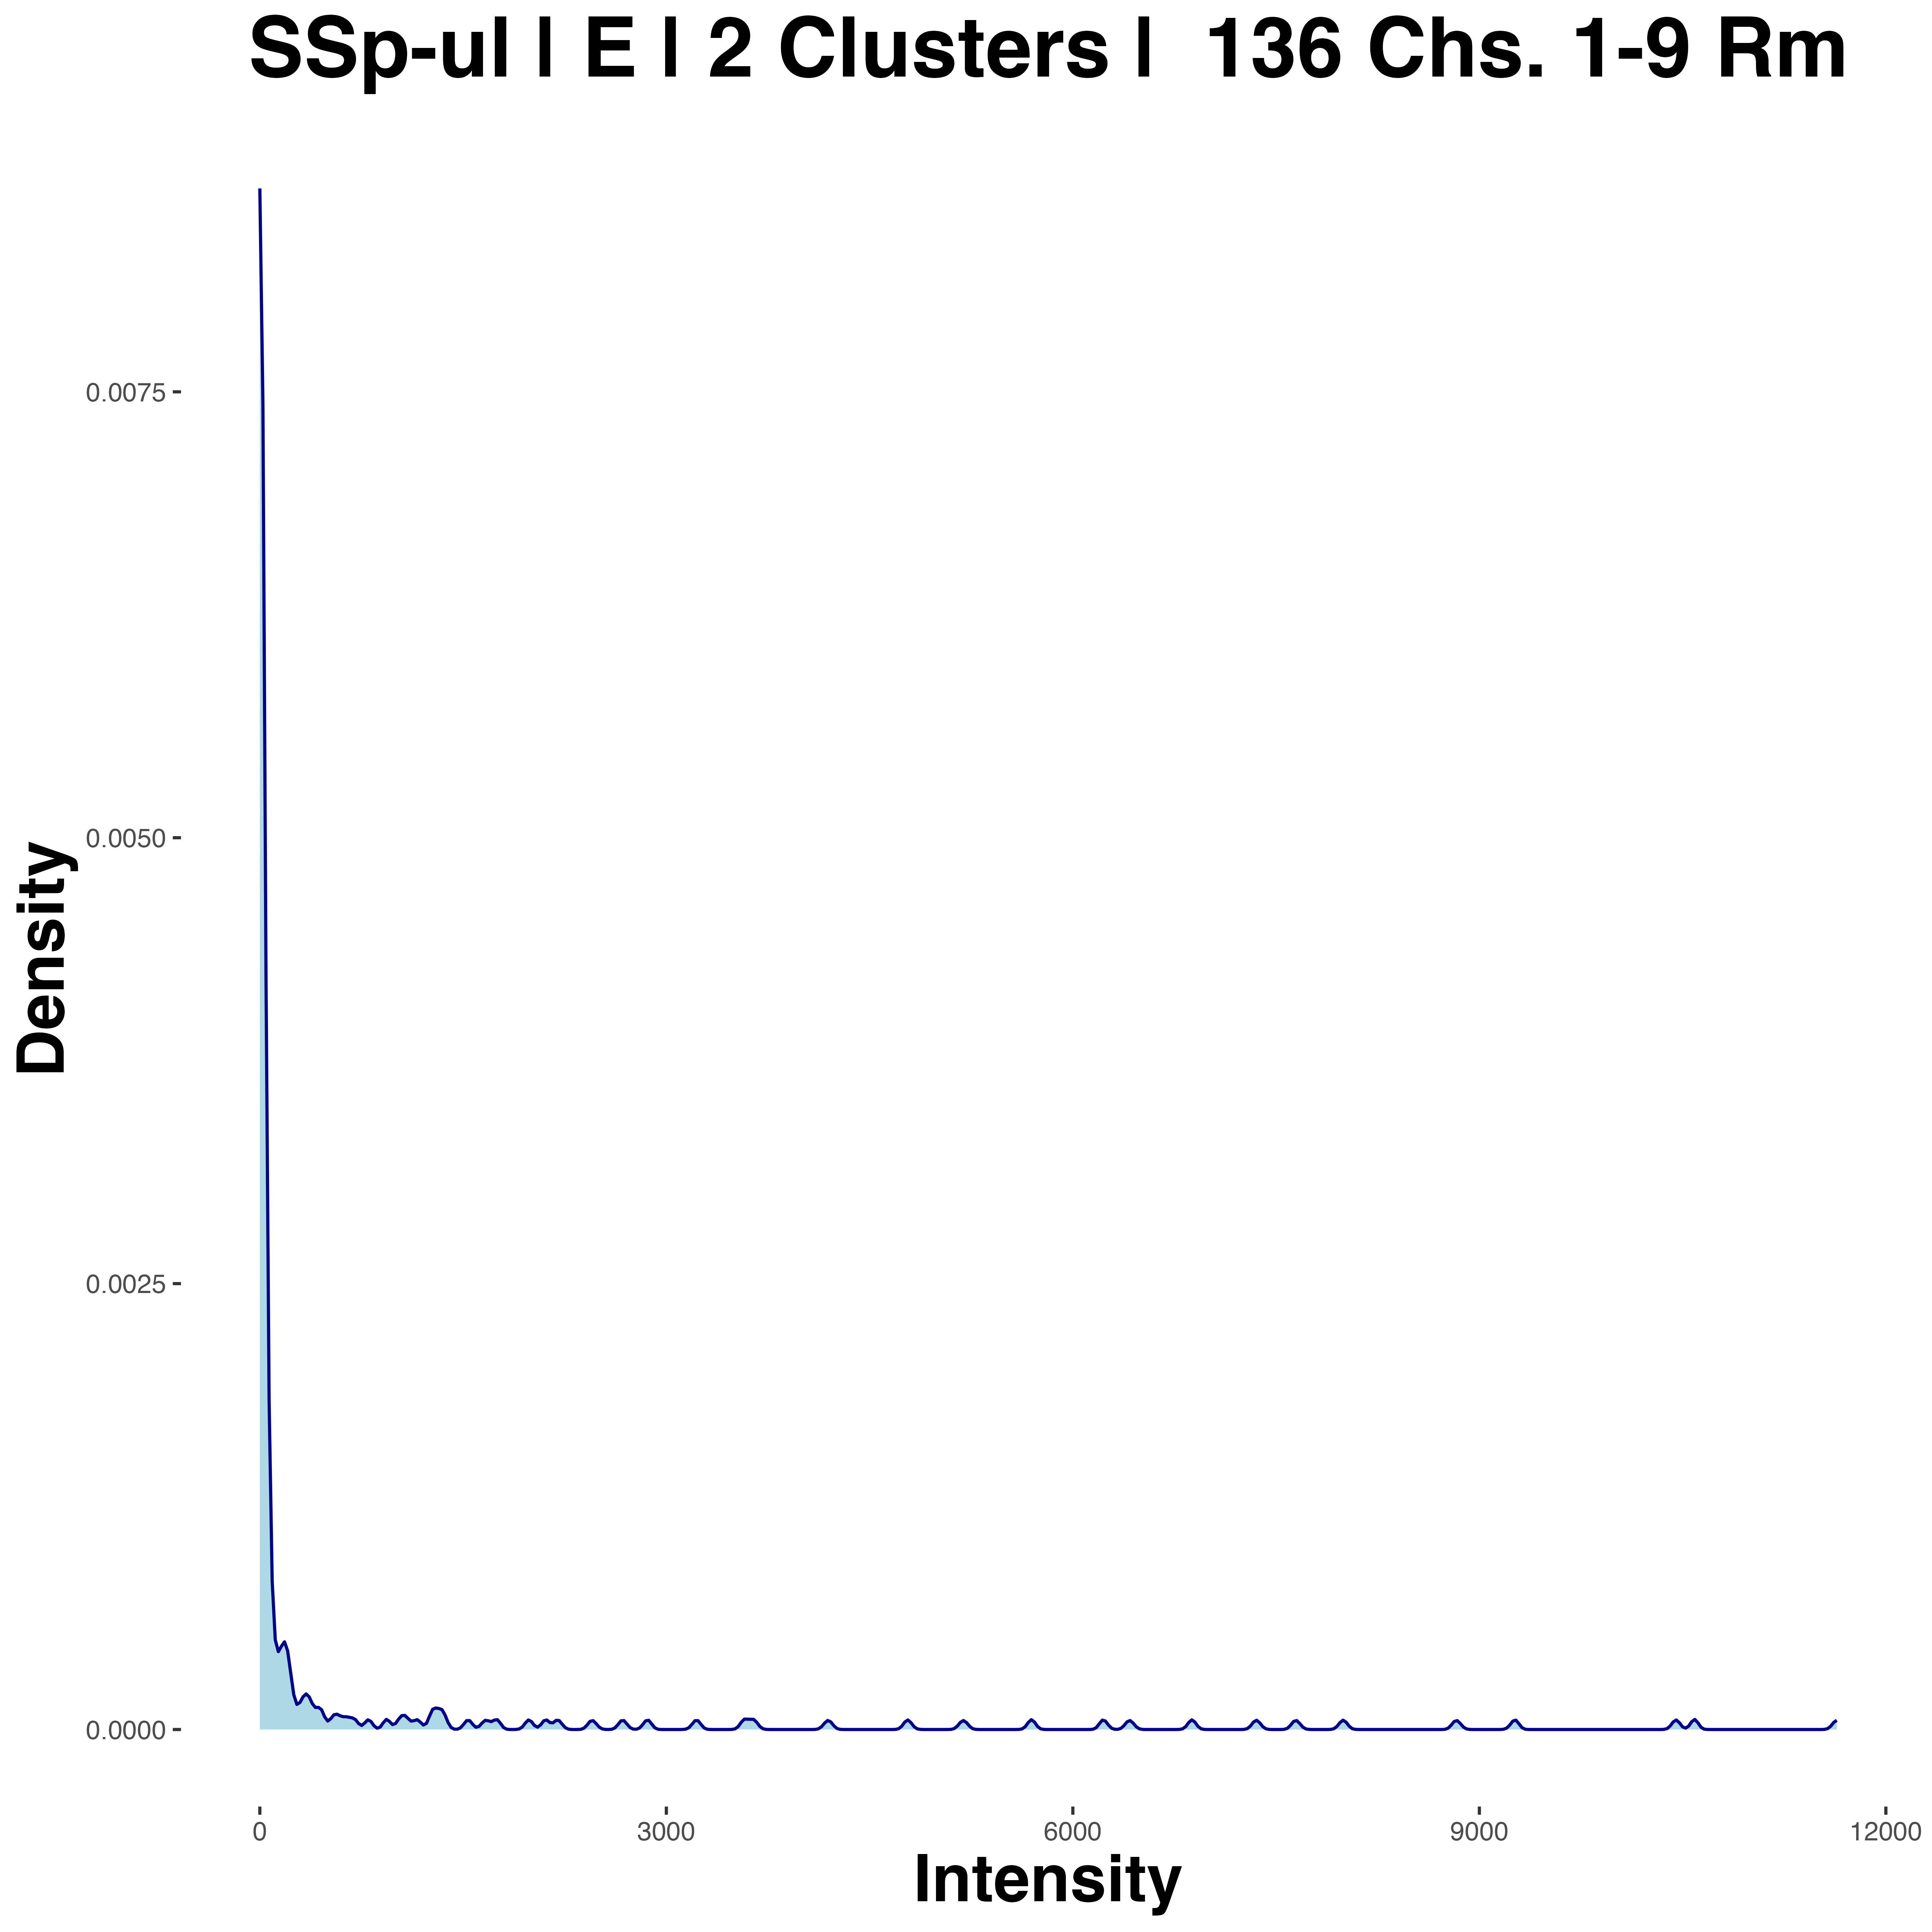 SSp-ul | E | 2 Clusters | 136 Chs. 1-9 Rm
Density
0.0075
0.0050
0.0025
0.0000
0 3000 6000 9000 12000
Intensity